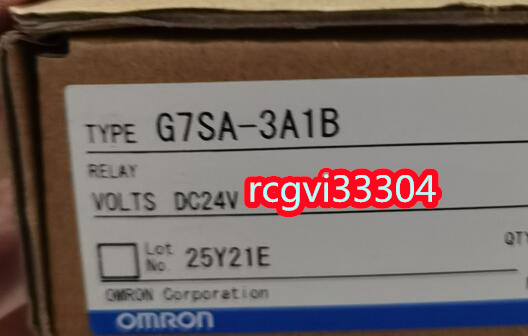 TYPE G7SA-3A1B
RELAY
VOLTS DC24V rcgvi33304
Lot No. 25Y21E
QTY
OMRON Corporation
OMRON